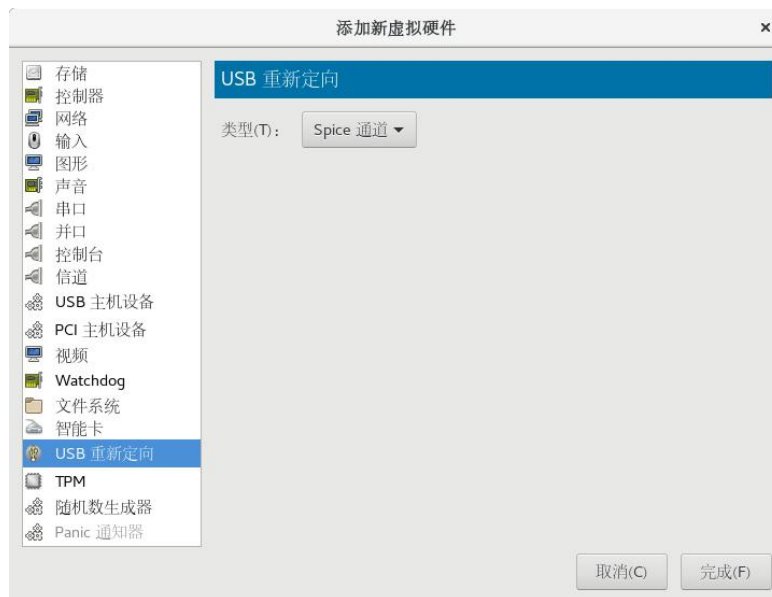 添加新虚拟硬件
×
存储
控制器
网络
输入
图形
声音
串口
并口
控制台
信道
USB 主机设备
PCI 主机设备
视频
Watchdog
文件系统
智能卡
USB 重新定向
TPM
随机数生成器
Panic 通知器
USB 重新定向
类型(T)： Spice 通道
取消(C) 完成(F)